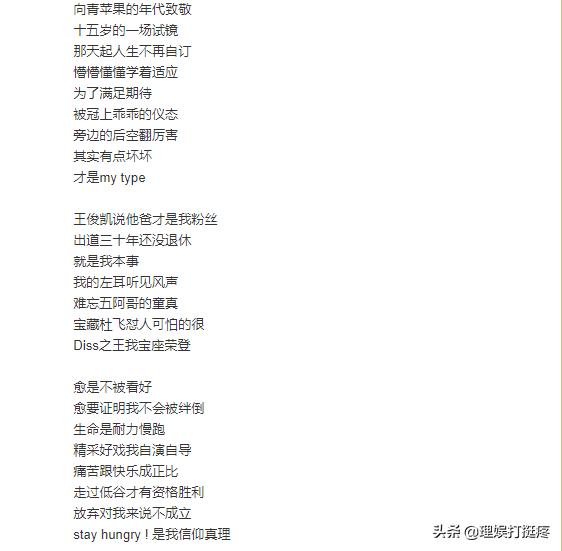 向青苹果的年代致敬
十五岁的一场试镜
那天起人生不再自订
懵懵懂懂学着适应
为了满足期待
被冠上乖乖的仪态
旁边的后空翻厉害
其实有点坏坏
才是my type
王俊凯说他爸才是我粉丝
出道三十年还没退休
就是我本事
我的左耳听见风声
难忘五阿哥的童真
宝藏杜飞怼人可怕的很
Diss之王我宝座荣登
愈是不被看好
愈要证明我不会被绊倒
生命是耐力慢跑
精采好戏我自演自导
痛苦跟快乐成正比
走过低谷才有资格胜利
放弃对我来说不成立
stay hungry ! 是我信仰真理
头条 @理娱打挺疼